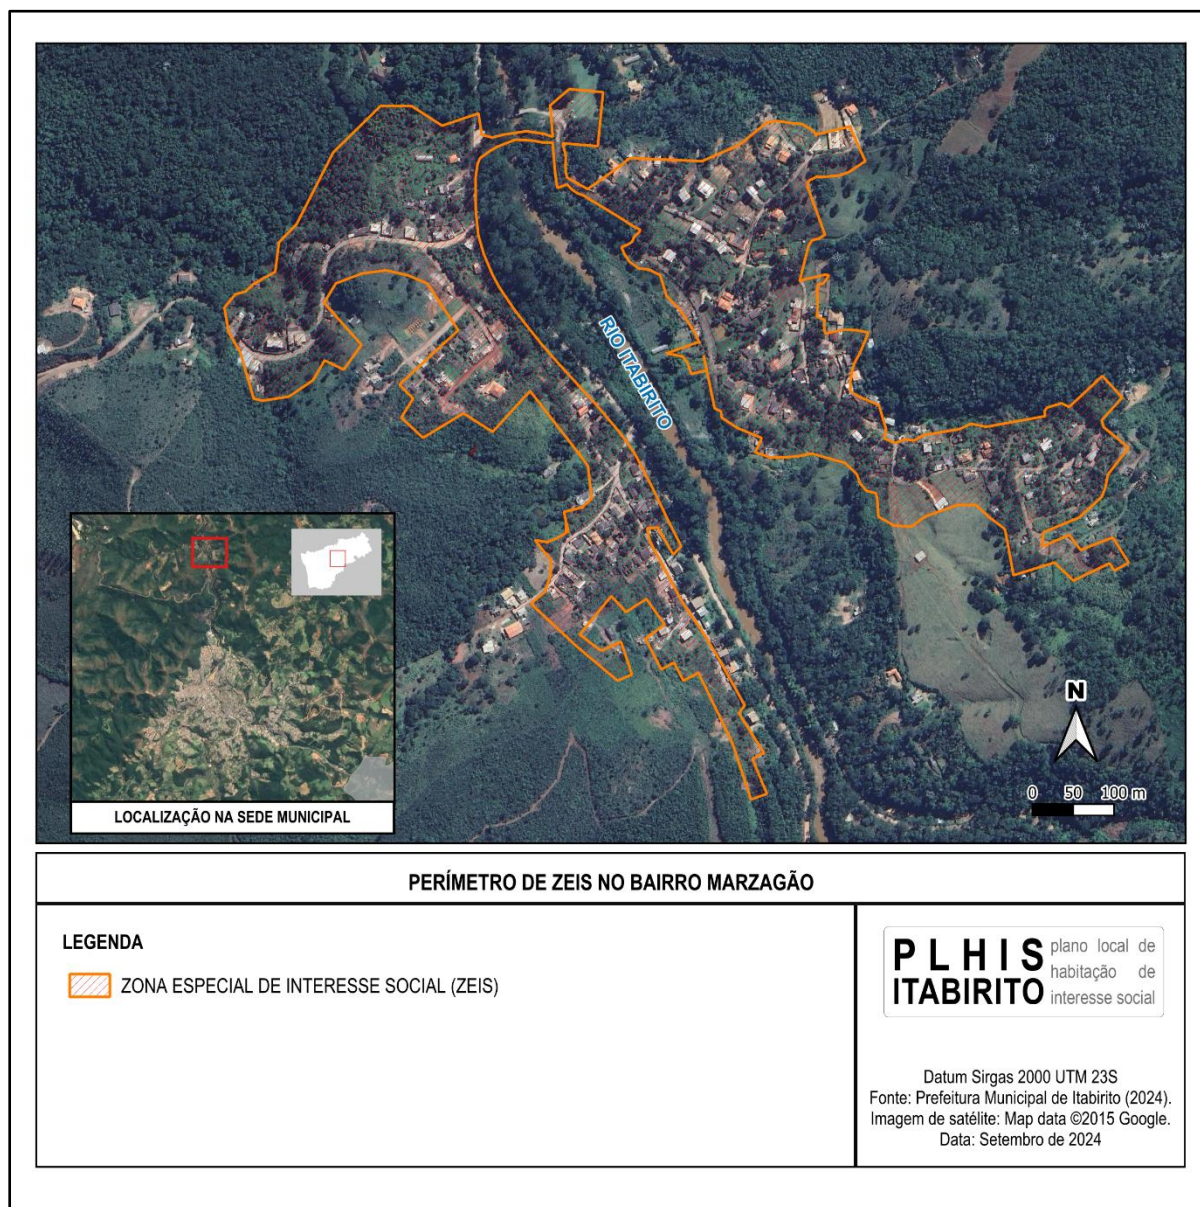 RIO ITABIRITO
N
0 50 100 m
LOCALIZAÇÃO NA SEDE MUNICIPAL
PERÍMETRO DE ZEIS NO BAIRRO MARZAGÃO
LEGENDA
ZONA ESPECIAL DE INTERESSE SOCIAL (ZEIS)
PLHIS
ITABIRITO
plano local de
habitação de
interesse social
Datum Sirgas 2000 UTM 23S
Fonte: Prefeitura Municipal de Itabirito (2024).
Imagem de satélite: Map data ©2015 Google.
Data: Setembro de 2024